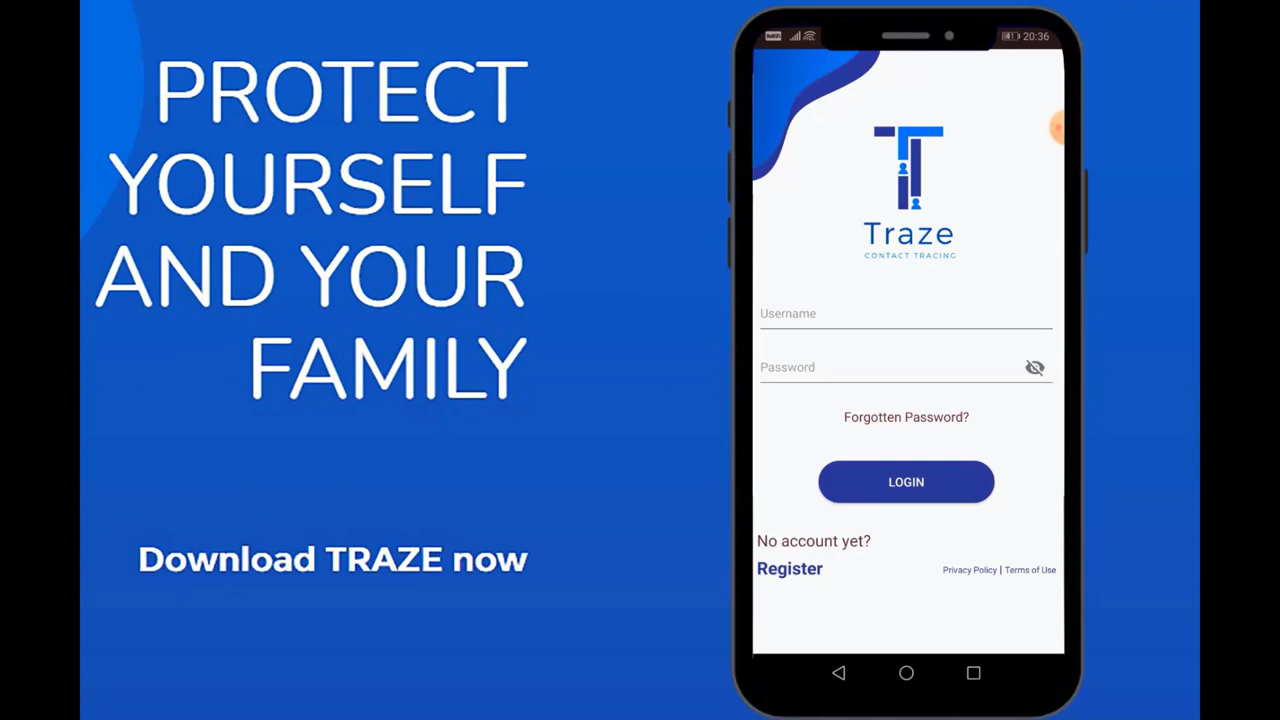 PROTECT
YOURSELF
AND YOUR
FAMILY
Download TRAZE now
20:36
Traze
CONTACT TRACING
Username
Password
Forgotten Password?
LOGIN
No account yet?
Register
Privacy Policy | Terms of Use